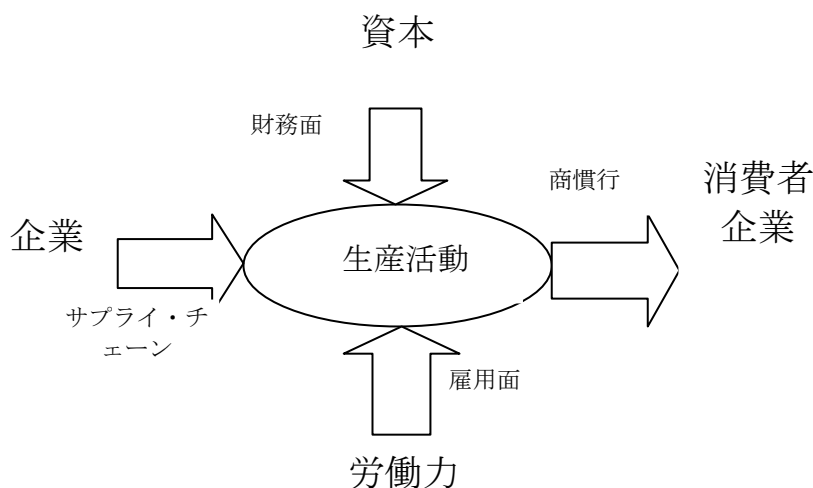 資本
財務面
商慣行
消費者
企業
企業
生産活動
サプライ・チ
ェーン
雇用面
労働力